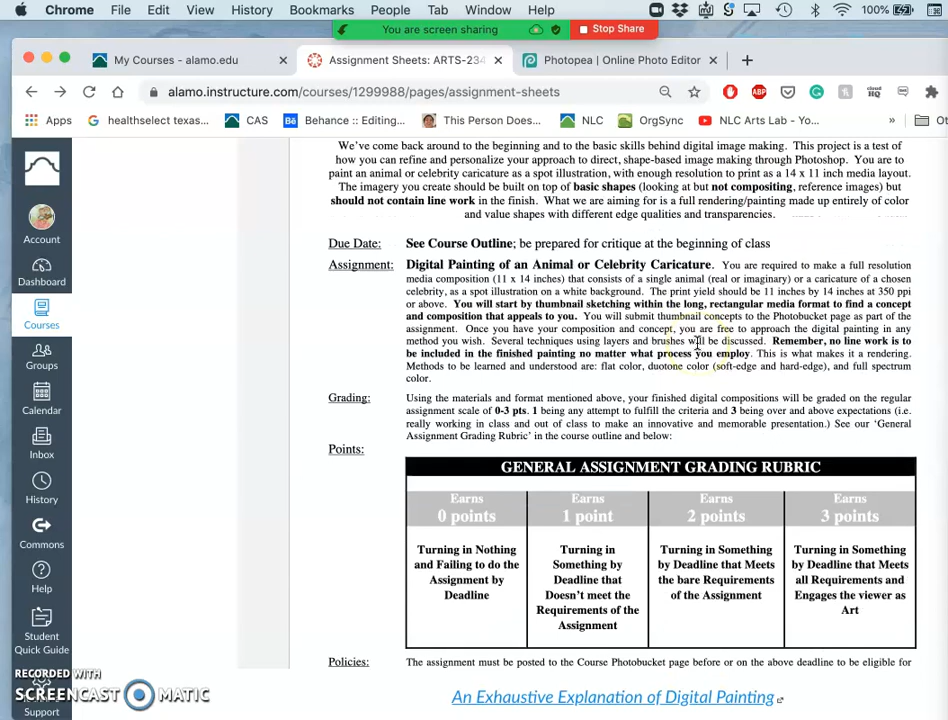 Chrome File Edit View History Bookmarks People Tab Window Help 100%
You are screen sharing Stop Share
My Courses - alamo.edu Assignment Sheets: ARTS-234 Photopea | Online Photo Editor
alamo.instructure.com/courses/1299988/pages/assignment-sheets
Apps healthselect texas... CAS Behance :: Editing... This Person Does... NLC OrgSync NLC Arts Lab - Yo... » Ot
We've come back around to the beginning and to the basic skills behind digital image making. This project is a test of
how you can refine and personalize your approach to direct, shape-based image making through Photoshop. You are to
paint an animal or celebrity caricature as a spot illustration, with enough resolution to print as a 14 x 11 inch media layout.
The imagery you create should be built on top of basic shapes (looking at but not compositing, reference images) but
should not contain line work in the finish. What we are aiming for is a full rendering/painting made up entirely of color
and value shapes with different edge qualities and transparencies.
Due Date: See Course Outline; be prepared for critique at the beginning of class
Assignment: Digital Painting of an Animal or Celebrity Caricature. You are required to make a full resolution
media composition (11 x 14 inches) that consists of a single animal (real or imaginary) or a caricature of a chosen
celebrity, as a spot illustration on a white background. The print yield should be 11 inches by 14 inches at 350 ppi
or above. You will start by thumbnail sketching within the long, rectangular media format to find a concept
and composition that appeals to you. You will submit thumbnail concepts to the Photobucket page as part of the
assignment. Once you have your composition and concept, you are free to approach the digital painting in any
method you wish. Several techniques using layers and brushes will be discussed. Remember, no line work is to
be included in the finished painting no matter what process you employ. This is what makes it a rendering.
Methods to be learned and understood are: flat color, duotone color (soft-edge and hard-edge), and full spectrum
color.
Grading: Using the materials and format mentioned above, your finished digital compositions will be graded on the regular
assignment scale of 0-3 pts. 1 being any attempt to fulfill the criteria and 3 being over and above expectations (i.e.
really working in class and out of class to make an innovative and memorable presentation.) See our 'General
Assignment Grading Rubric' in the course outline and below:
Points:
GENERAL ASSIGNMENT GRADING RUBRIC
Earns Earns Earns Earns
0 points 1 point 2 points 3 points
Turning in Nothing Turning in Turning in Something Turning in Something
and Failing to do the Something by by Deadline that Meets by Deadline that Meets
Assignment by Deadline that the bare Requirements all Requirements and
Deadline Doesn't meet the of the Assignment Engages the viewer as
Requirements of the Art
Assignment
Policies: The assignment must be posted to the Course Photobucket page before or on the above deadline to be eligible for
An Exhaustive Explanation of Digital Painting
Account
Dashboard
Courses
Groups
Calendar
Inbox
History
Commons
Help
Student
Quick Guide
Support
RECORDED WITH
SCREENCAST MATIC